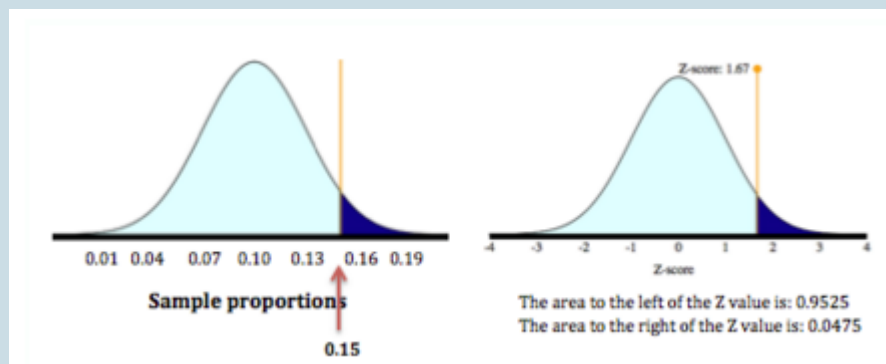 0.01 0.04 0.07 0.10 0.13 0.16 0.19
Sample proportions
0.15
Z-score: 1.67
-4 -3 -2 -1 0 1 2 3 4
Z-score
The area to the left of the Z value is: 0.9525
The area to the right of the Z value is: 0.0475